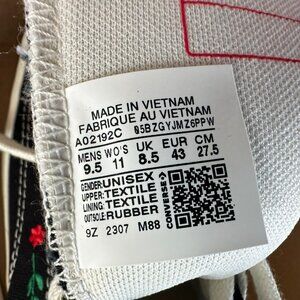 MADE IN VIETNAM
FABRIQUE AU VIETNAM
A02192C 05BZGYJMZ6PPW
MENS WO'S UK EUR CM
9.5 11 8.5 43 27.5
GENDER:UNISEX
UPPER:TEXTILE
LINING:TEXTILE
OUTSOLE:RUBBER
CONVERSE
9Z 2307 M88